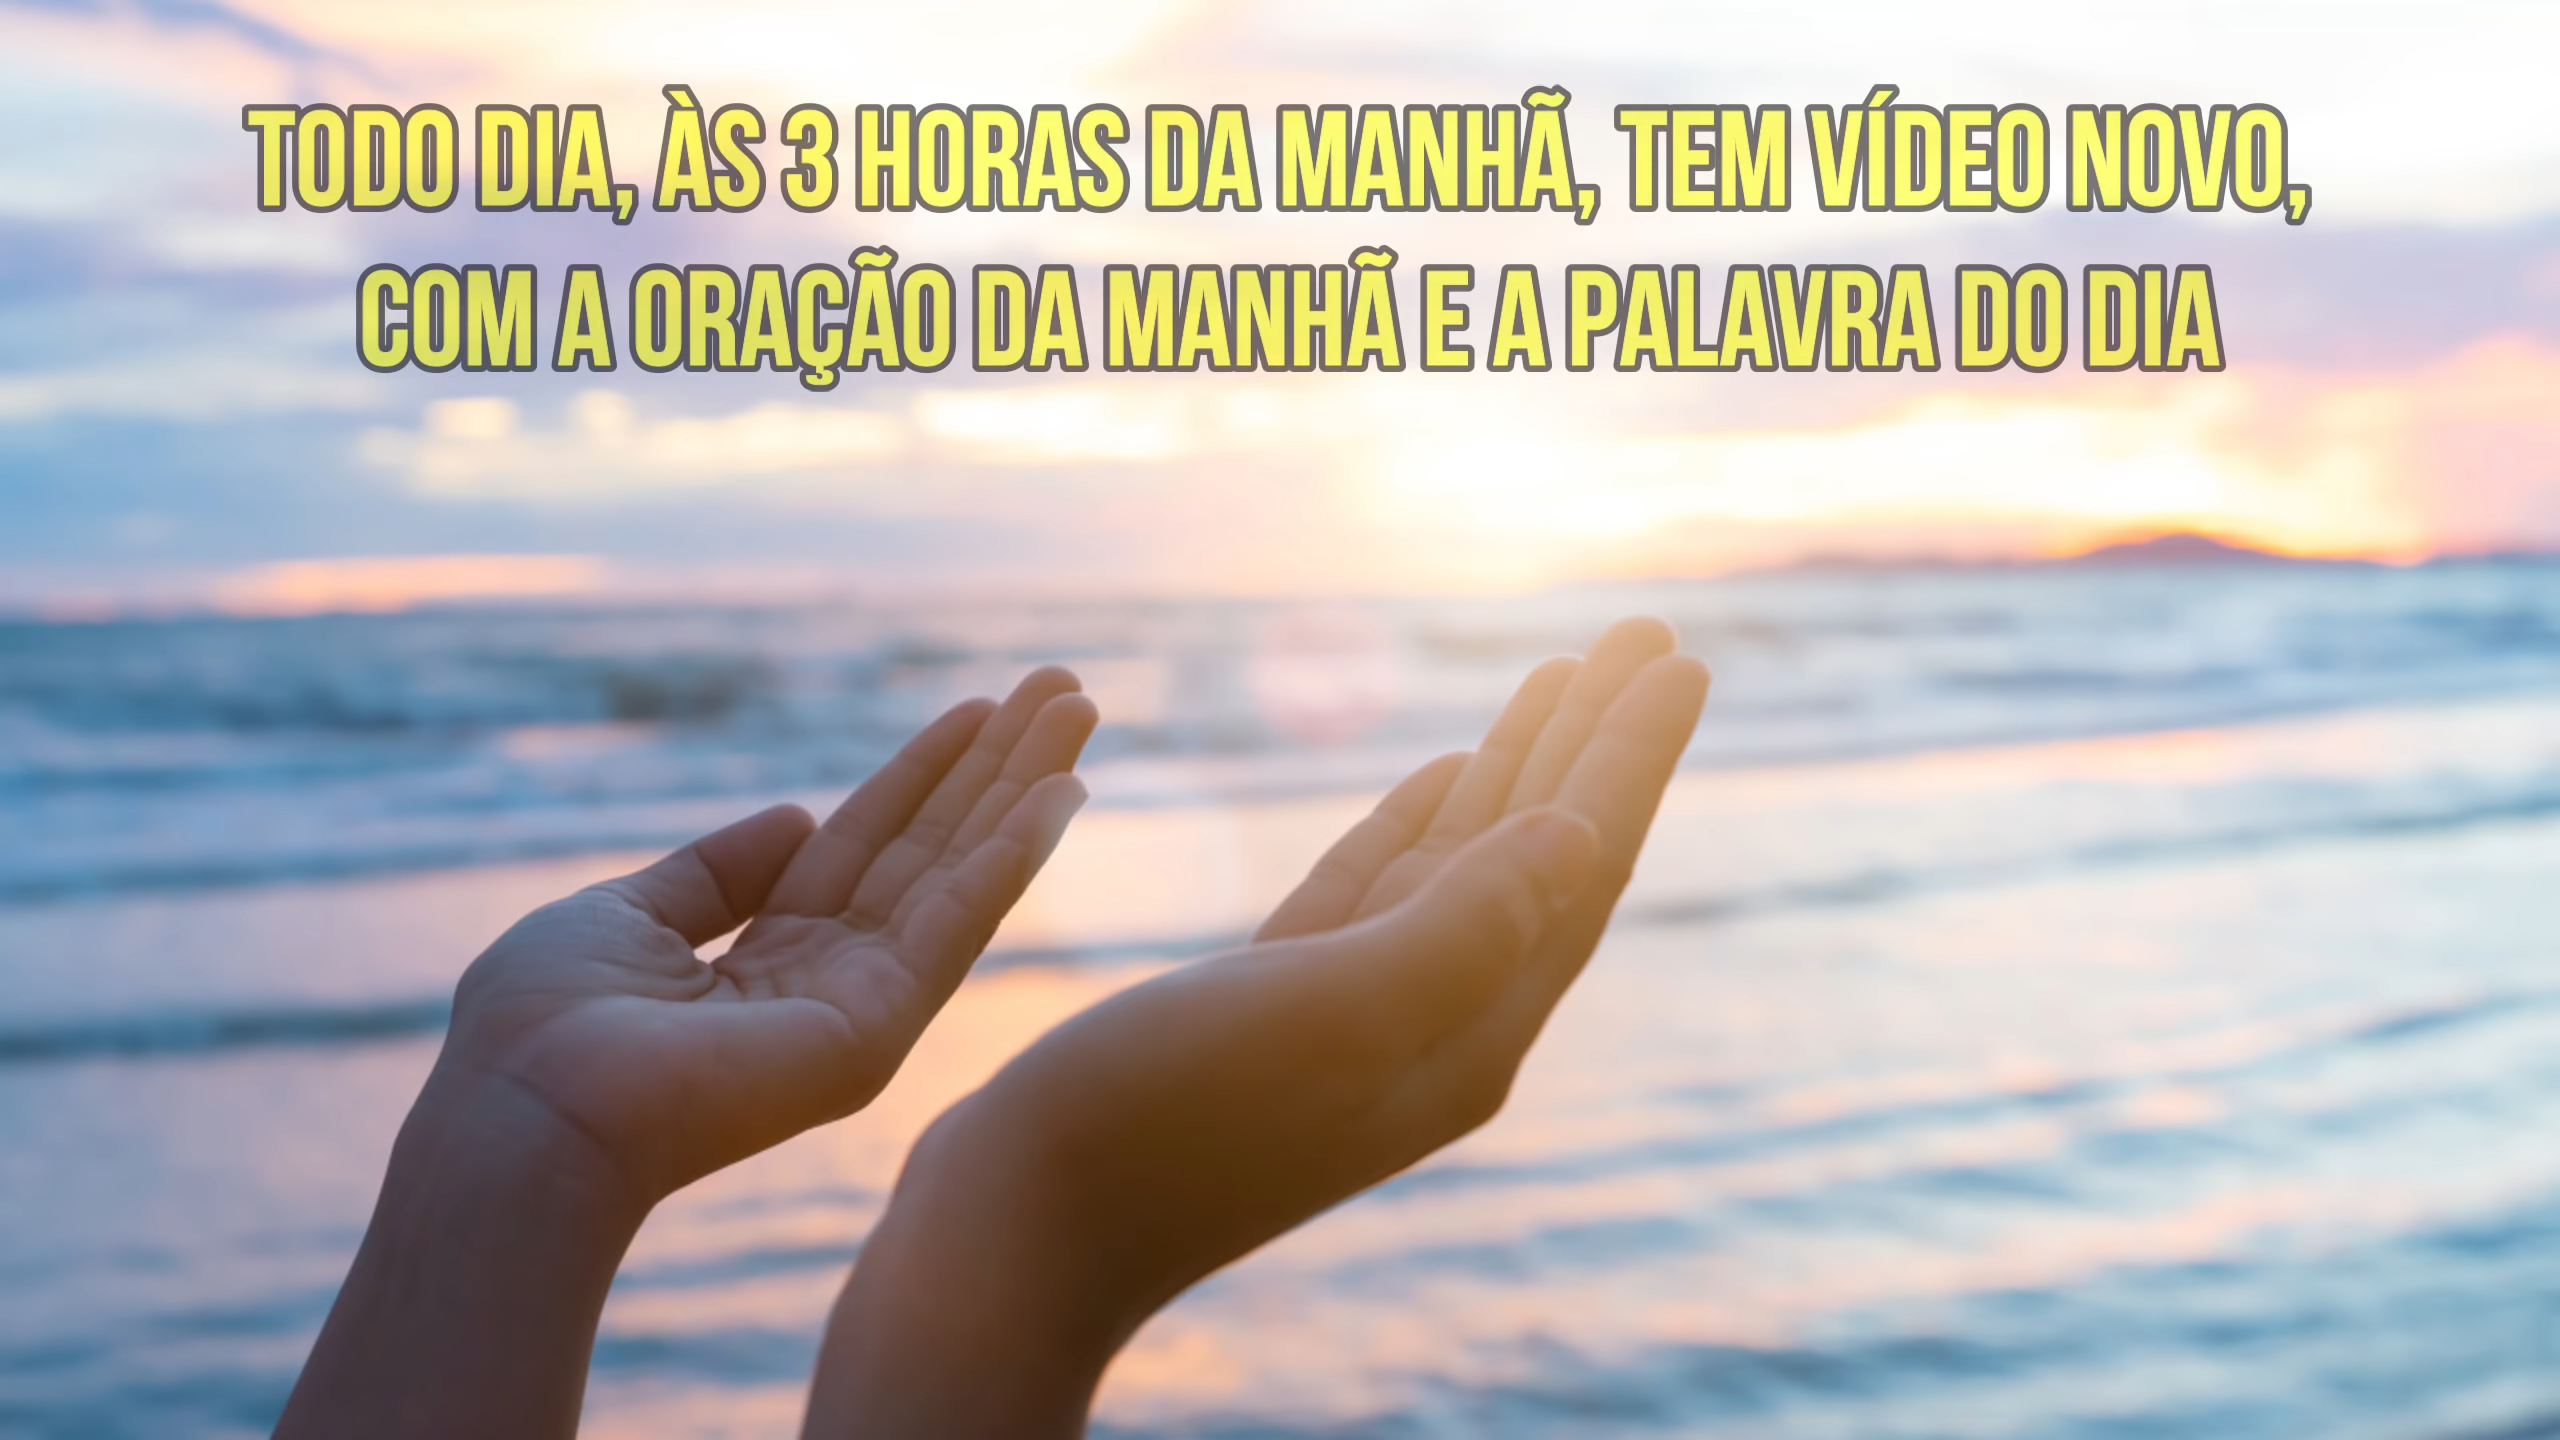 TODO DIA, ÀS 3 HORAS DA MANHÃ, TEM VÍDEO NOVO,
COM A ORAÇÃO DA MANHÃ E A PALAVRA DO DIA